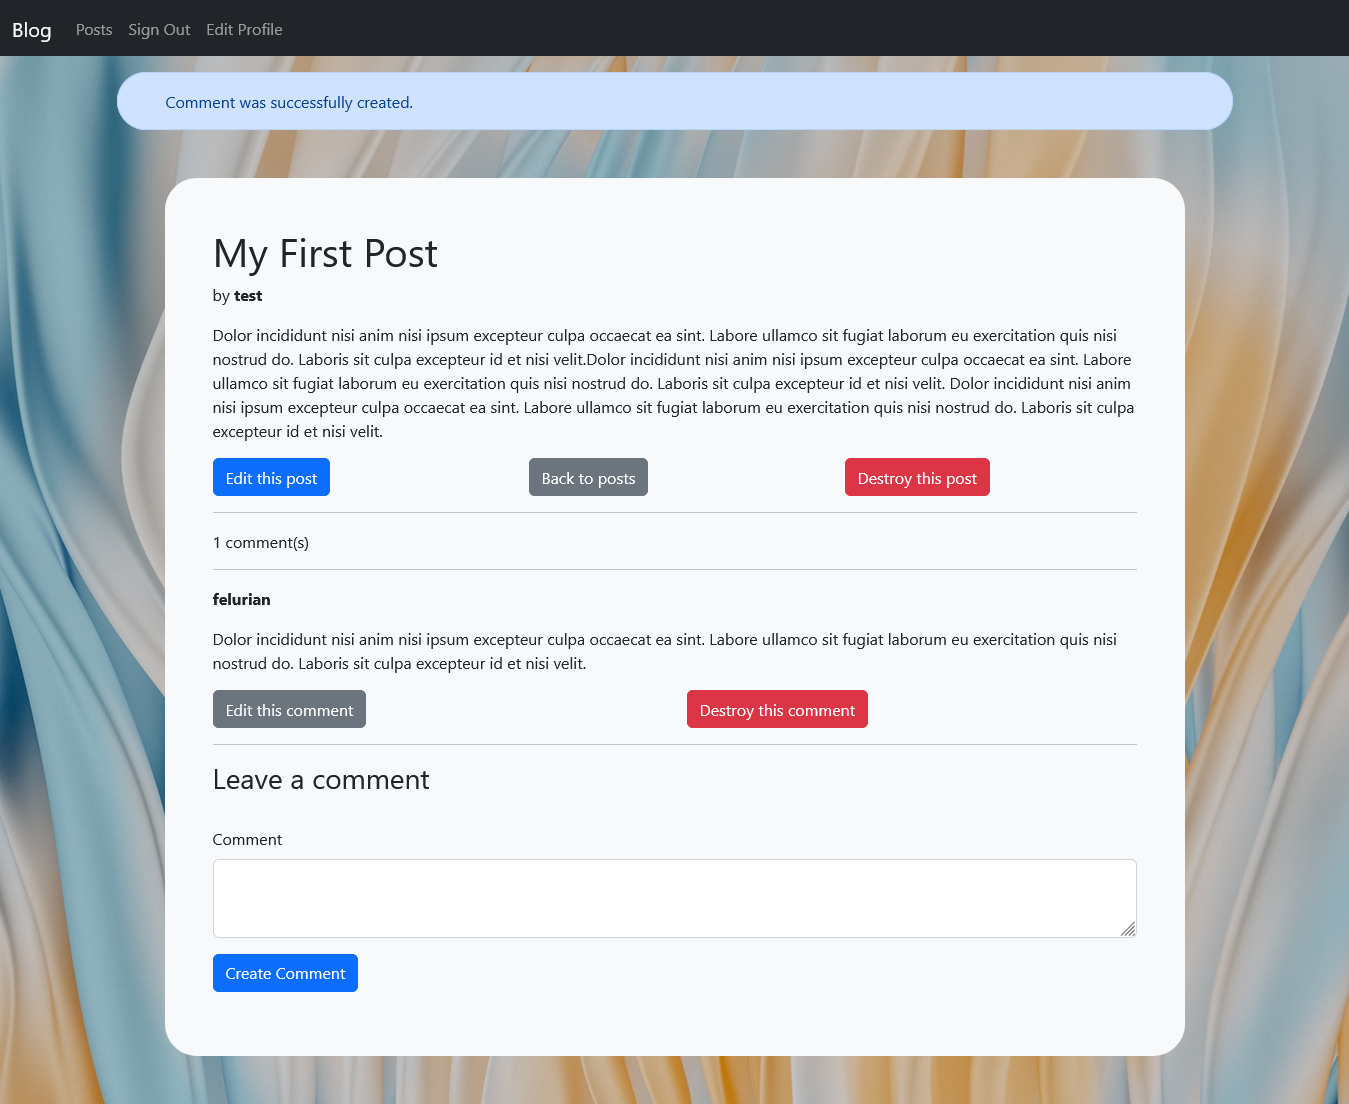 Blog Posts Sign Out Edit Profile
Comment was successfully created.
My First Post
by test
Dolor incididunt nisi anim nisi ipsum excepteur culpa occaecat ea sint. Labore ullamco sit fugiat laborum eu exercitation quis nisi
nostrud do. Laboris sit culpa excepteur id et nisi velit.Dolor incididunt nisi anim nisi ipsum excepteur culpa occaecat ea sint. Labore
ullamco sit fugiat laborum eu exercitation quis nisi nostrud do. Laboris sit culpa excepteur id et nisi velit. Dolor incididunt nisi anim
nisi ipsum excepteur culpa occaecat ea sint. Labore ullamco sit fugiat laborum eu exercitation quis nisi nostrud do. Laboris sit culpa
excepteur id et nisi velit.
Edit this post Back to posts Destroy this post
1 comment(s)
felurian
Dolor incididunt nisi anim nisi ipsum excepteur culpa occaecat ea sint. Labore ullamco sit fugiat laborum eu exercitation quis nisi
nostrud do. Laboris sit culpa excepteur id et nisi velit.
Edit this comment Destroy this comment
Leave a comment
Comment
Create Comment